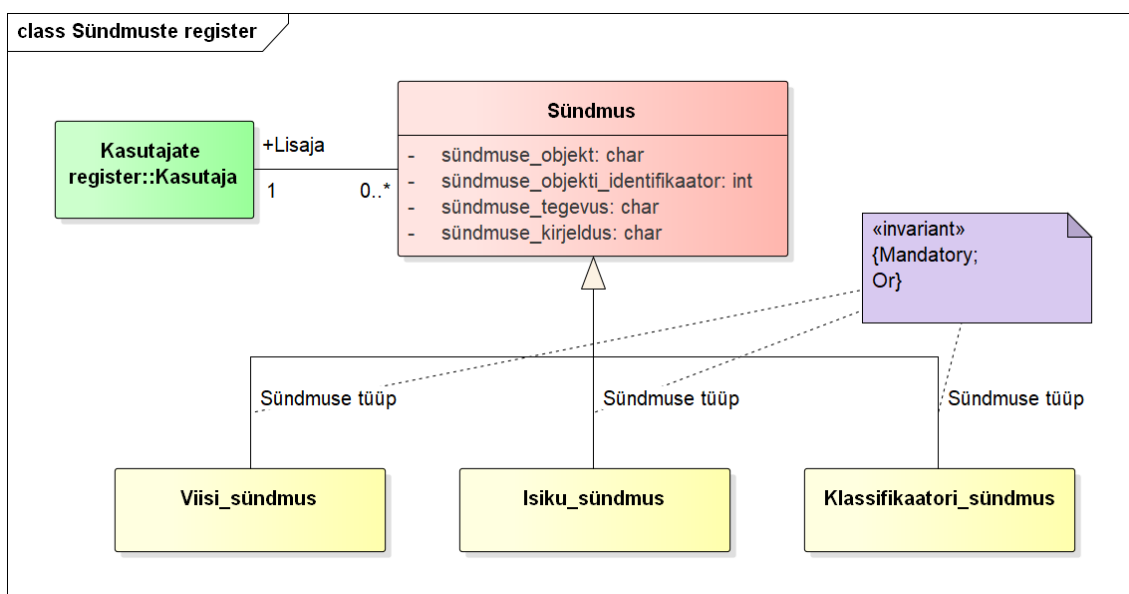 class Sündmuste register
Sündmus
Kasutajate
register::Kasutaja
+Lisaja
1
0..*
- sündmuse_objekt: char
- sündmuse_objekti_identifikaator: int
- sündmuse_tegevus: char
- sündmuse_kirjeldus: char
«invariant»
{Mandatory;
Or}
Sündmuse tüüp
Sündmuse tüüp
Sündmuse tüüp
Viisi_sündmus
Isiku_sündmus
Klassifikaatori_sündmus